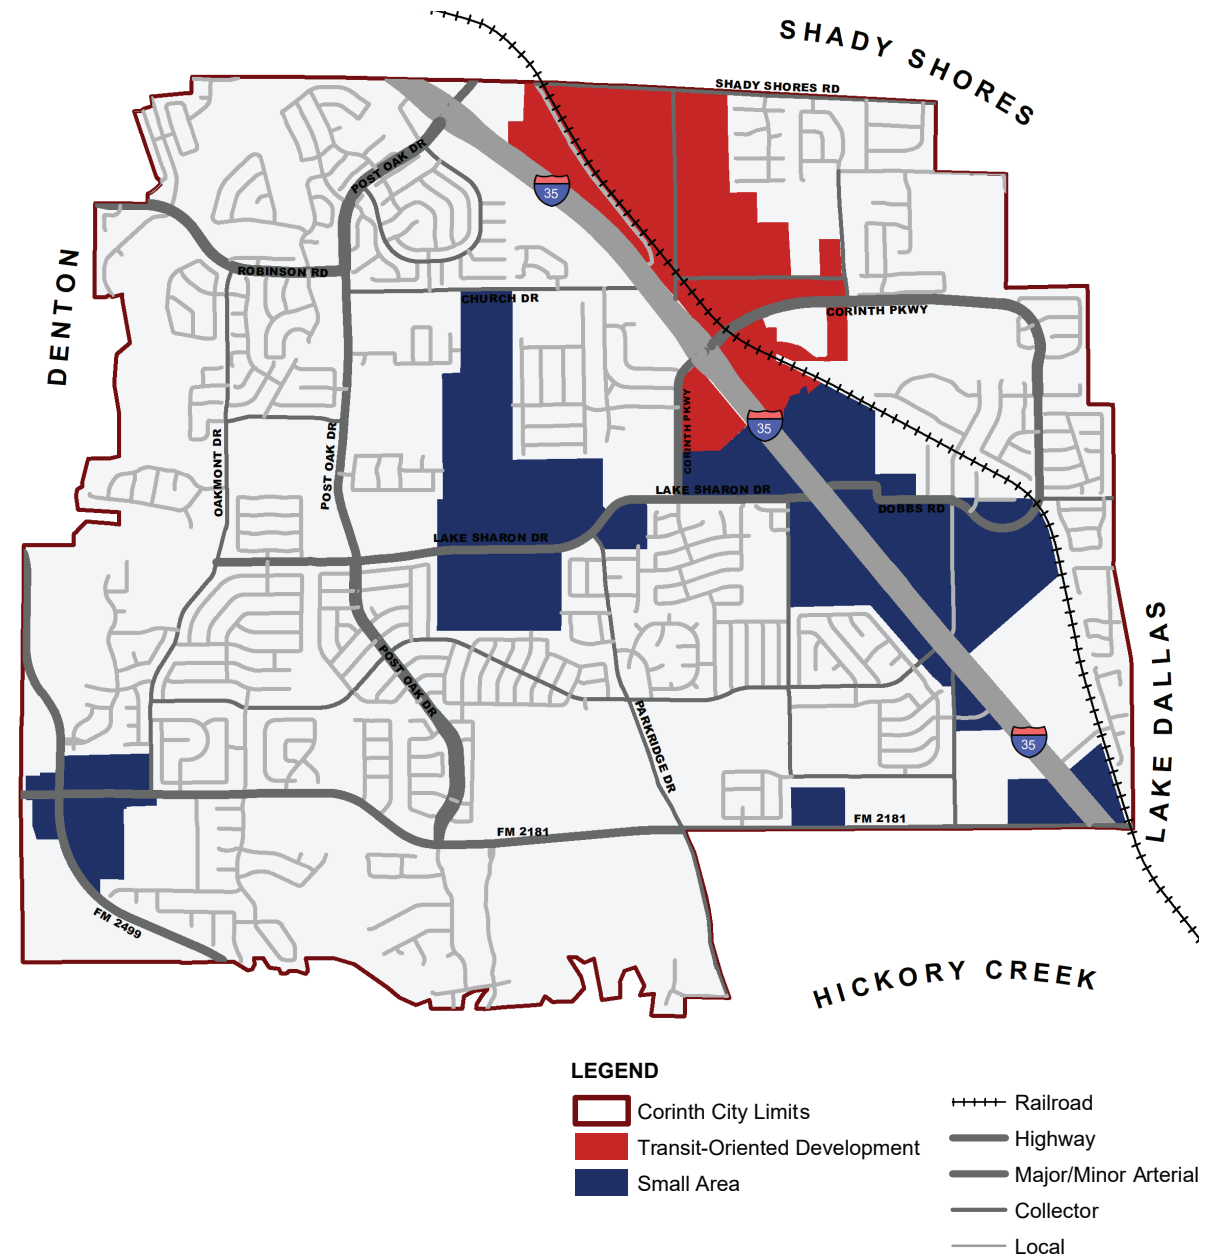 SHADY SHORES
SHADY SHORES RD
POST OAK DR
35
DENTON
ROBINSON RD
CHURCH DR
CORINTH PKWY
CORINTH PKWY
35
OAKMONT DR
POST OAK DR
LAKE SHARON DR
DOBBS RD
LAKE SHARON DR
LAKE DALLAS
POST OAK DR
PARKRIDGE DR
35
FM 2181
FM 2181
FM 2499
HICKORY CREEK
LEGEND
Corinth City Limits
Transit-Oriented Development
Small Area
Railroad
Highway
Major/Minor Arterial
Collector
Local